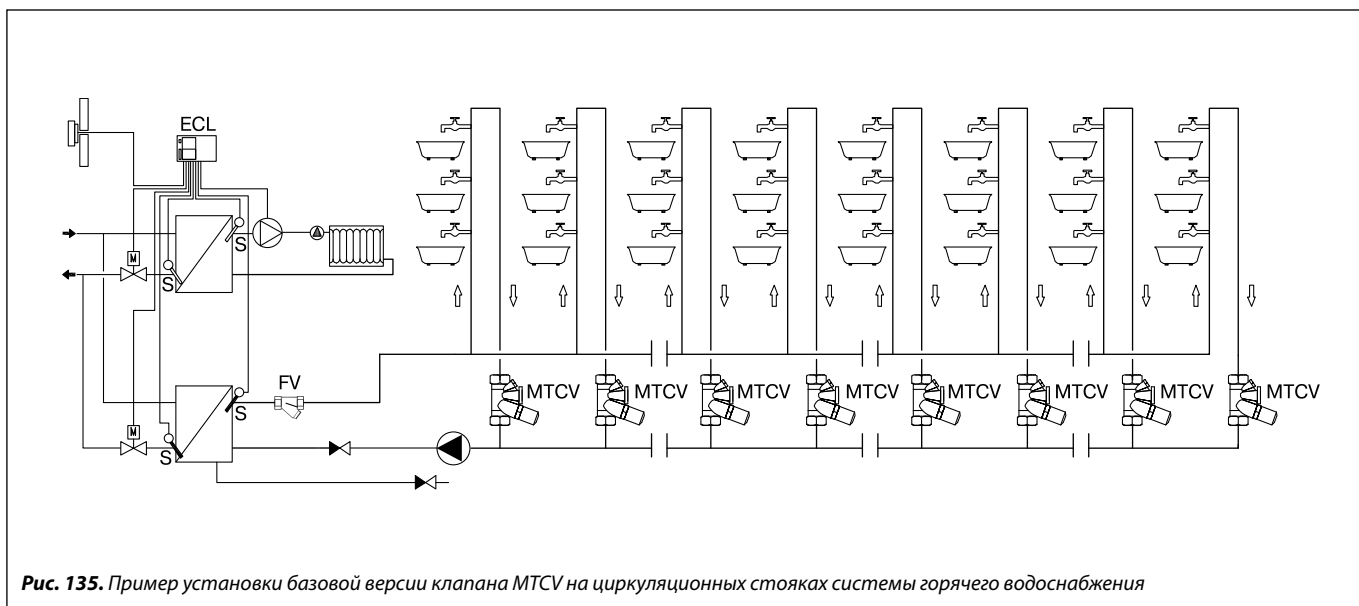 ECL
M
S
S
M
S
S
FV
MTCV
MTCV
MTCV
MTCV
MTCV
MTCV
MTCV
MTCV
Рис. 135. Пример установки базовой версии клапана MTCV на циркуляционных стояках системы горячего водоснабжения